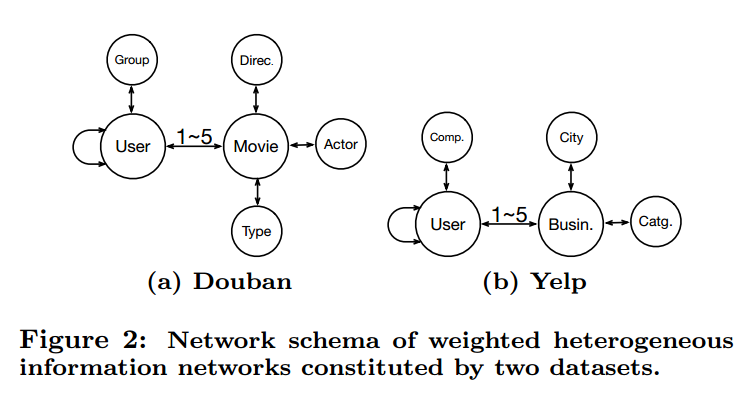 Group
Direc.
User
1~5
Movie
Actor
Type
(a) Douban
Comp.
City
User
1~5
Busin.
Catg.
(b) Yelp
Figure 2: Network schema of weighted heterogeneous
information networks constituted by two datasets.